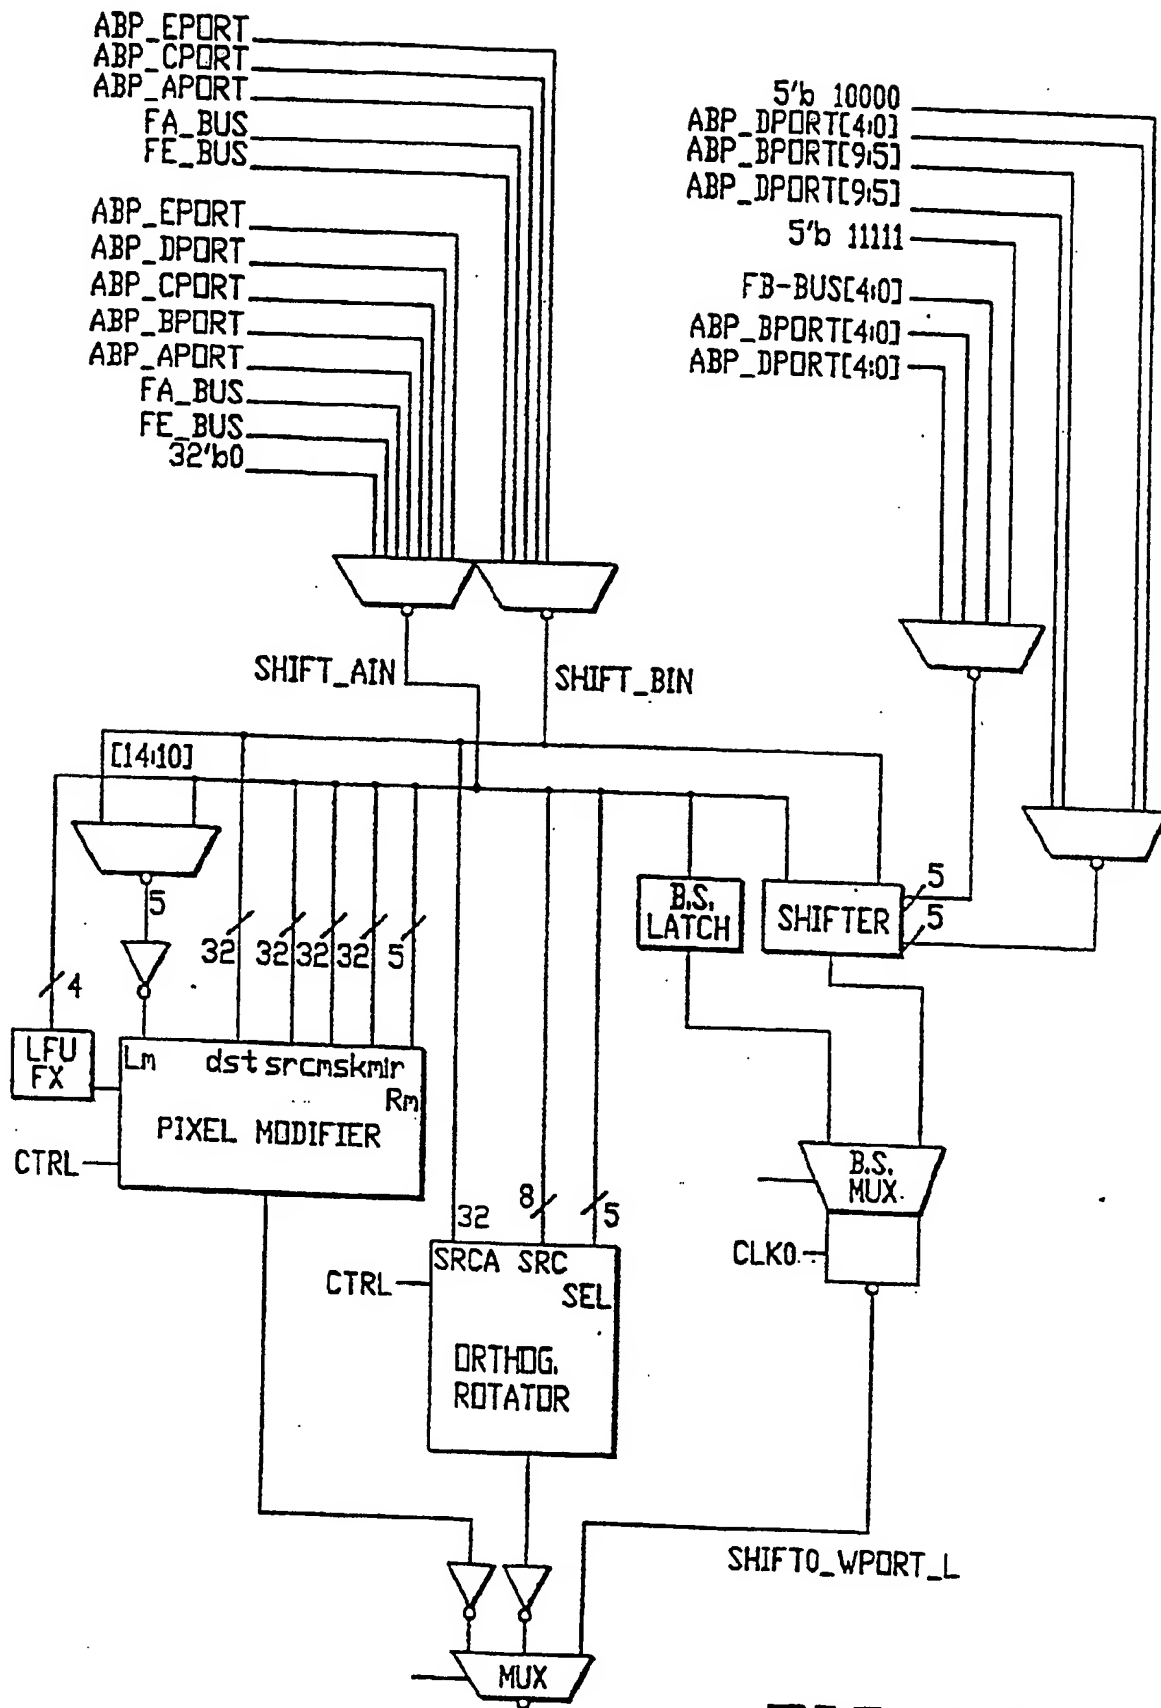 ABP_EPORT
ABP_CPORT
ABP_APORT
FA_BUS
FE_BUS
ABP_EPORT
ABP_DPORT
ABP_CPORT
ABP_BPORT
ABP_APORT
FA_BUS
FE_BUS
32'b0
5'b 10000
ABP_DPORT[4:0]
ABP_BPORT[9:5]
ABP_DPORT[9:5]
5'b 11111
FB-BUS[4:0]
ABP_BPORT[4:0]
ABP_DPORT[4:0]
SHIFT_AIN
SHIFT_BIN
[14:10]
5
32
32
32
32
5
4
B.S.
LATCH
SHIFTER
5
5
LFU
FX
Lm
dst
src
msk
mir
Rm
PIXEL MODIFIER
CTRL
32
8
5
SRCA
SRC
SEL
CTRL
ORTHOG.
ROTATOR
B.S.
MUX
CLK0
SHIFTO_WPORT_L
MUX